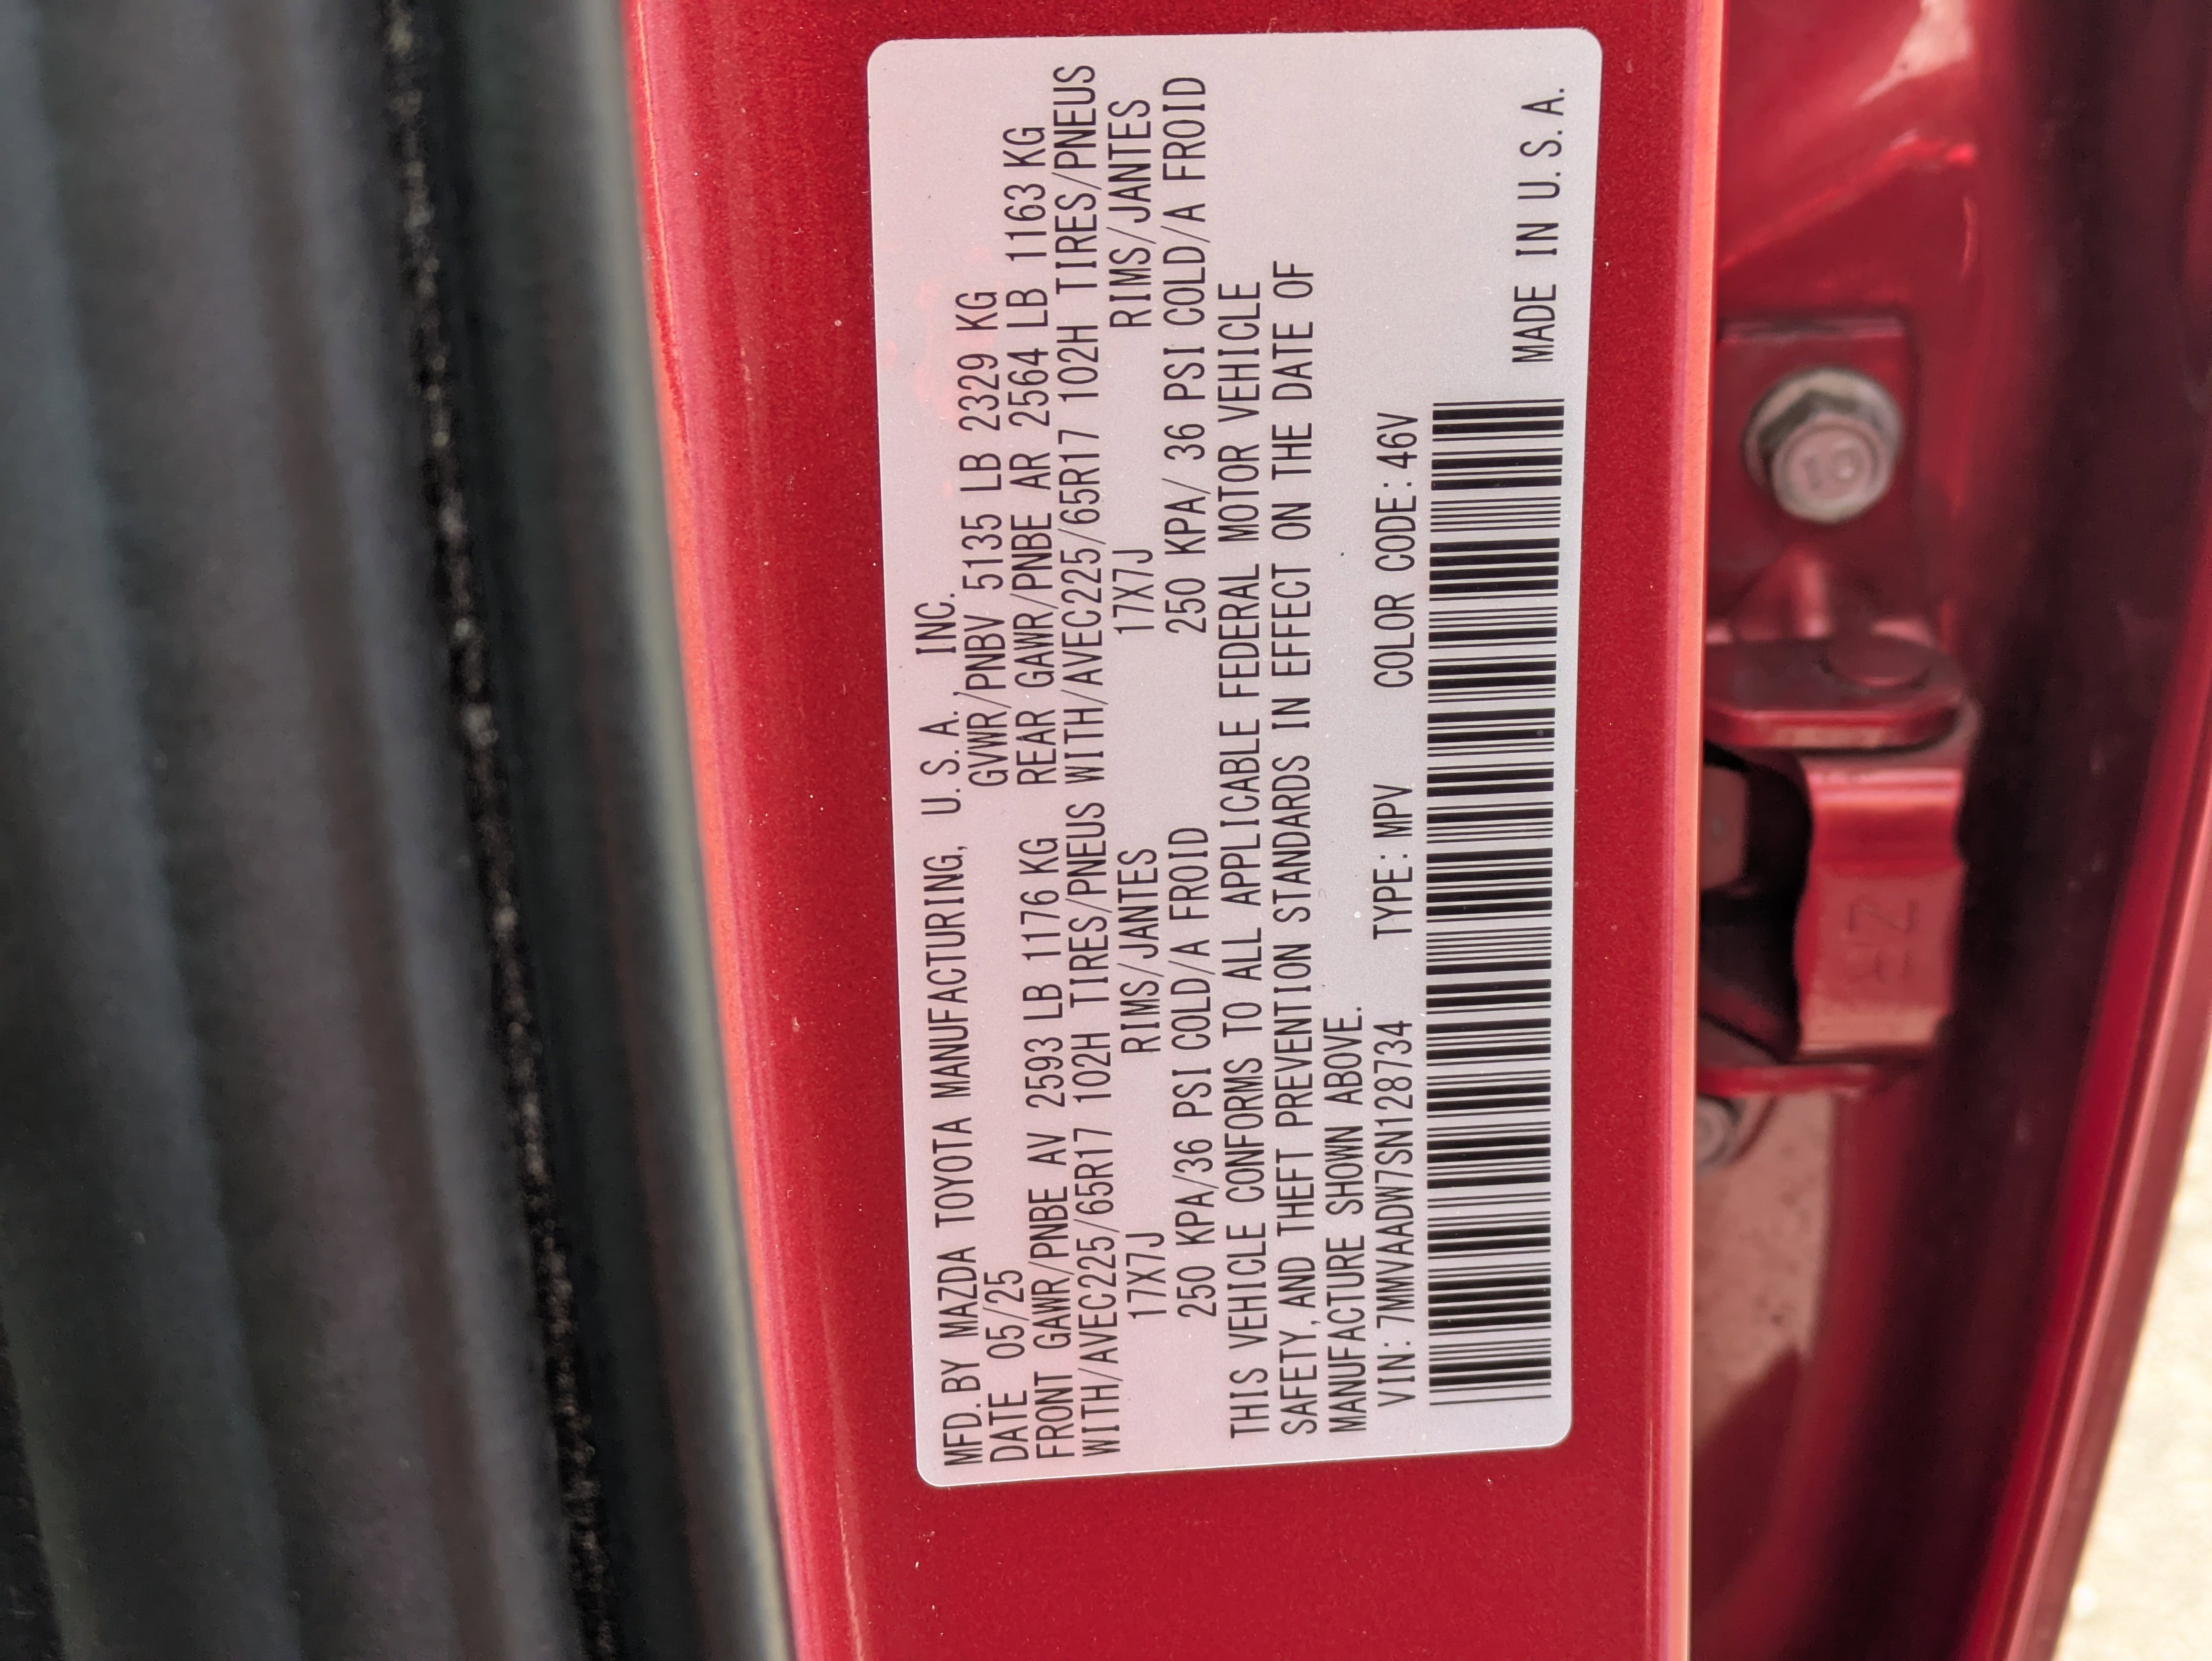 MFD. BY MAZDA TOYOTA MANUFACTURING, U.S.A., INC.
DATE 05/25 GVWR/PNBV 5135 LB 2329 KG
FRONT GAWR/PNBE AV 2593 LB 1176 KG REAR GAWR/PNBE AR 2564 LB 1163 KG
WITH/AVEC225/65R17 102H TIRES/PNEUS WITH/AVEC225/65R17 102H TIRES/PNEUS
17X7J RIMS/JANTES 17X7J RIMS/JANTES
250 KPA/36 PSI COLD/A FROID 250 KPA/ 36 PSI COLD/A FROID
THIS VEHICLE CONFORMS TO ALL APPLICABLE FEDERAL MOTOR VEHICLE
SAFETY, AND THEFT PREVENTION STANDARDS IN EFFECT ON THE DATE OF
MANUFACTURE SHOWN ABOVE.
VIN: 7MMVAADW7SN128734 TYPE: MPV COLOR CODE: 46V
MADE IN U.S.A.